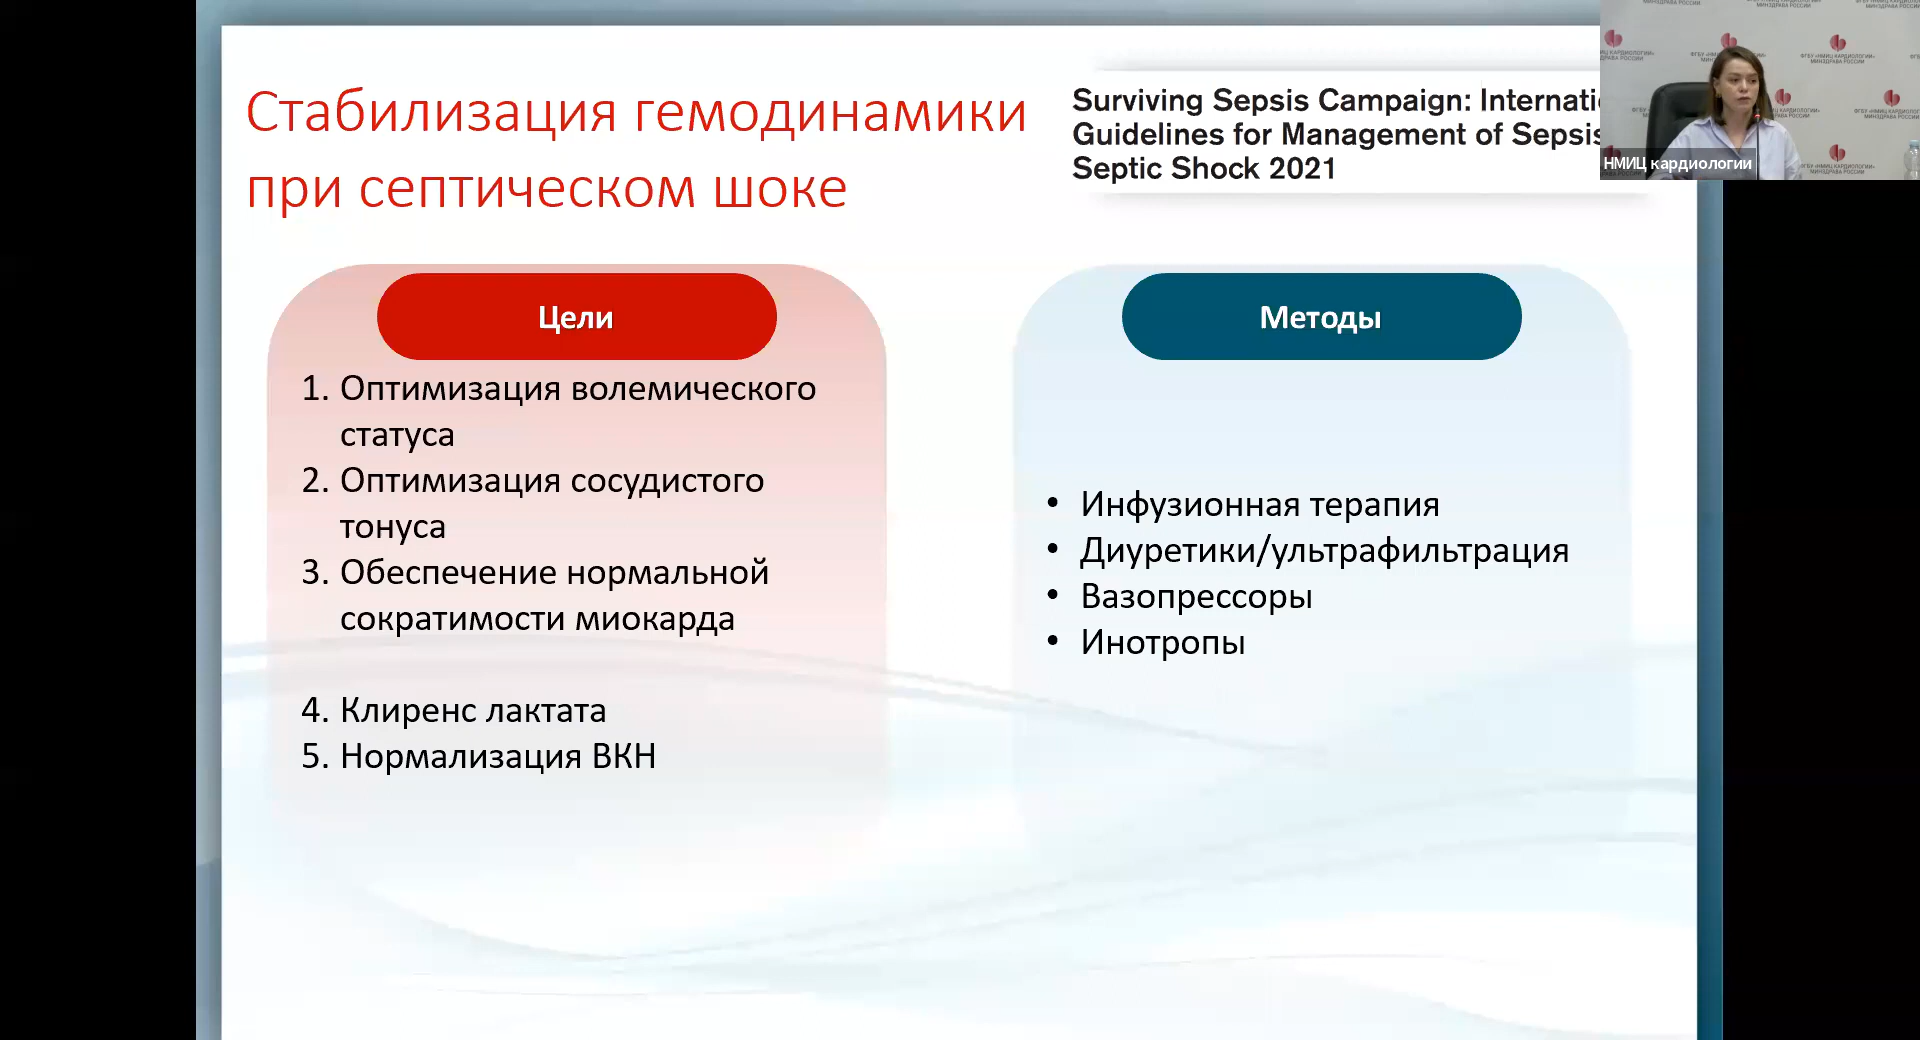 Стабилизация гемодинамики
при септическом шоке
Surviving Sepsis Campaign: Internati
Guidelines for Management of Sepsis
Septic Shock 2021
НМИЦ кардиологии
Цели
1. Оптимизация волемического
статуса
2. Оптимизация сосудистого
тонуса
3. Обеспечение нормальной
сократимости миокарда
4. Клиренс лактата
5. Нормализация ВКН
Методы
• Инфузионная терапия
• Диуретики/ультрафильтрация
• Вазопрессоры
• Инотропы